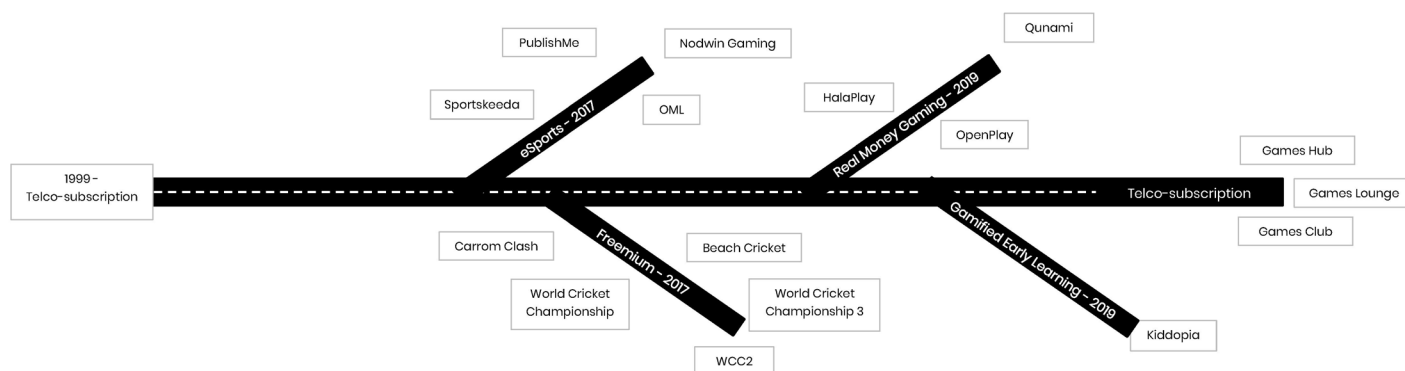 Qunami
PublishMe
Nodwin Gaming
HalaPlay
Sportskeeda
OML
eSports - 2017
Real Money Gaming - 2019
OpenPlay
Games Hub
1999 -
Telco-subscription
Telco-subscription
Games Lounge
Games Club
Carrom Clash
Freemium - 2017
Beach Cricket
Gamified Early Learning - 2019
World Cricket
Championship
World Cricket
Championship 3
Kiddopia
WCC2